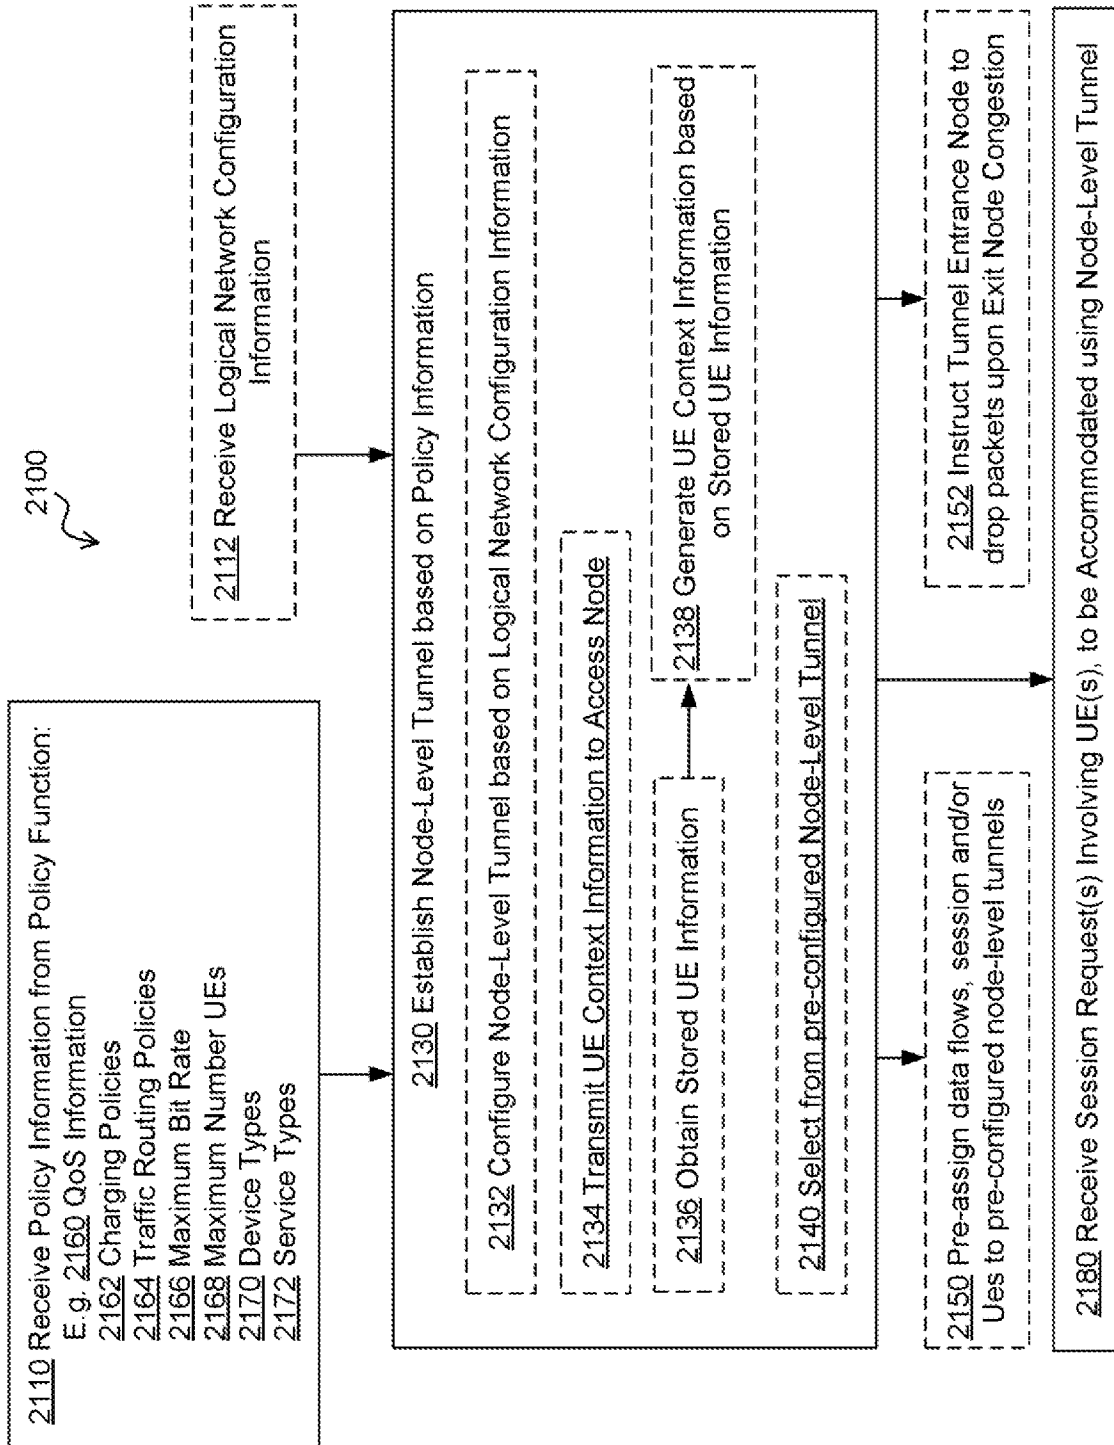 2100
2110 Receive Policy Information from Policy Function:
E.g. 2160 QoS Information
2162 Charging Policies
2164 Traffic Routing Policies
2166 Maximum Bit Rate
2168 Maximum Number UEs
2170 Device Types
2172 Service Types
2112 Receive Logical Network Configuration
Information
2130 Establish Node-Level Tunnel based on Policy Information
2132 Configure Node-Level Tunnel based on Logical Network Configuration Information
2134 Transmit UE Context Information to Access Node
2136 Obtain Stored UE Information
2138 Generate UE Context Information based
on Stored UE Information
2140 Select from pre-configured Node-Level Tunnel
2150 Pre-assign data flows, session and/or
Ues to pre-configured node-level tunnels
2152 Instruct Tunnel Entrance Node to
drop packets upon Exit Node Congestion
2180 Receive Session Request(s) Involving UE(s), to be Accommodated using Node-Level Tunnel